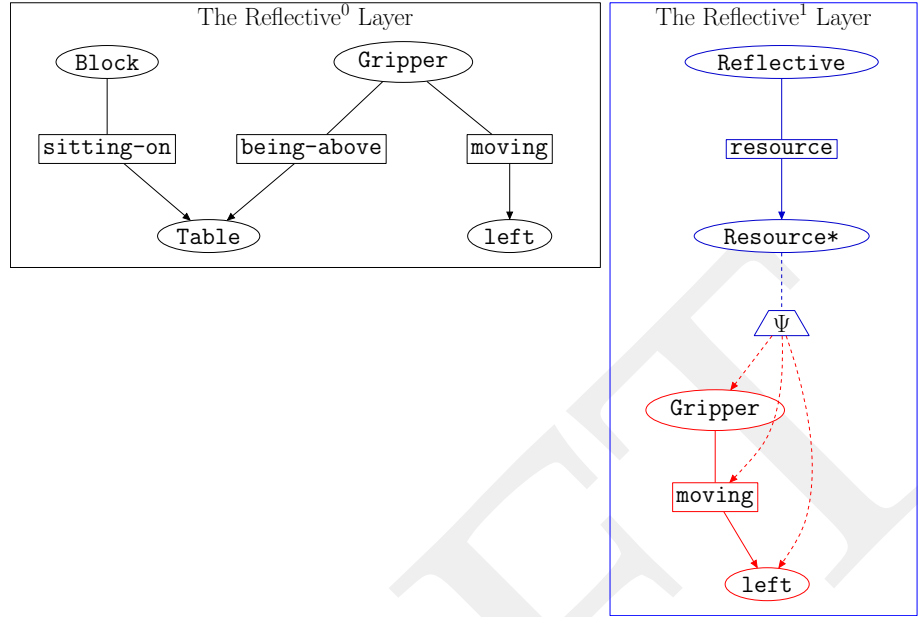 The Reflective⁰ Layer
Block
Gripper
sitting-on
being-above
moving
Table
left
The Reflective¹ Layer
Reflective
resource
Resource*
Ψ
Gripper
moving
left